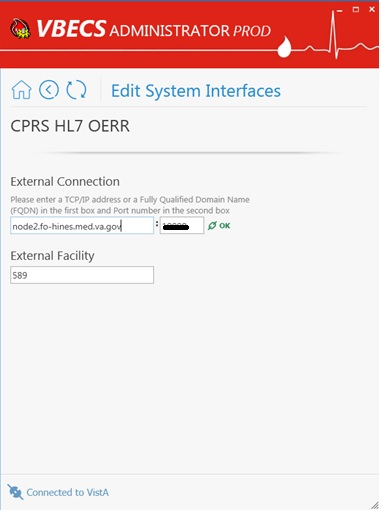 VBECS ADMINISTRATOR PROD
Edit System Interfaces
CPRS HL7 OERR
External Connection
Please enter a TCP/IP address or a Fully Qualified Domain Name
(FQDN) in the first box and Port number in the second box
node2.fo-hines.med.va.gov : OK
External Facility
589
Connected to VistA